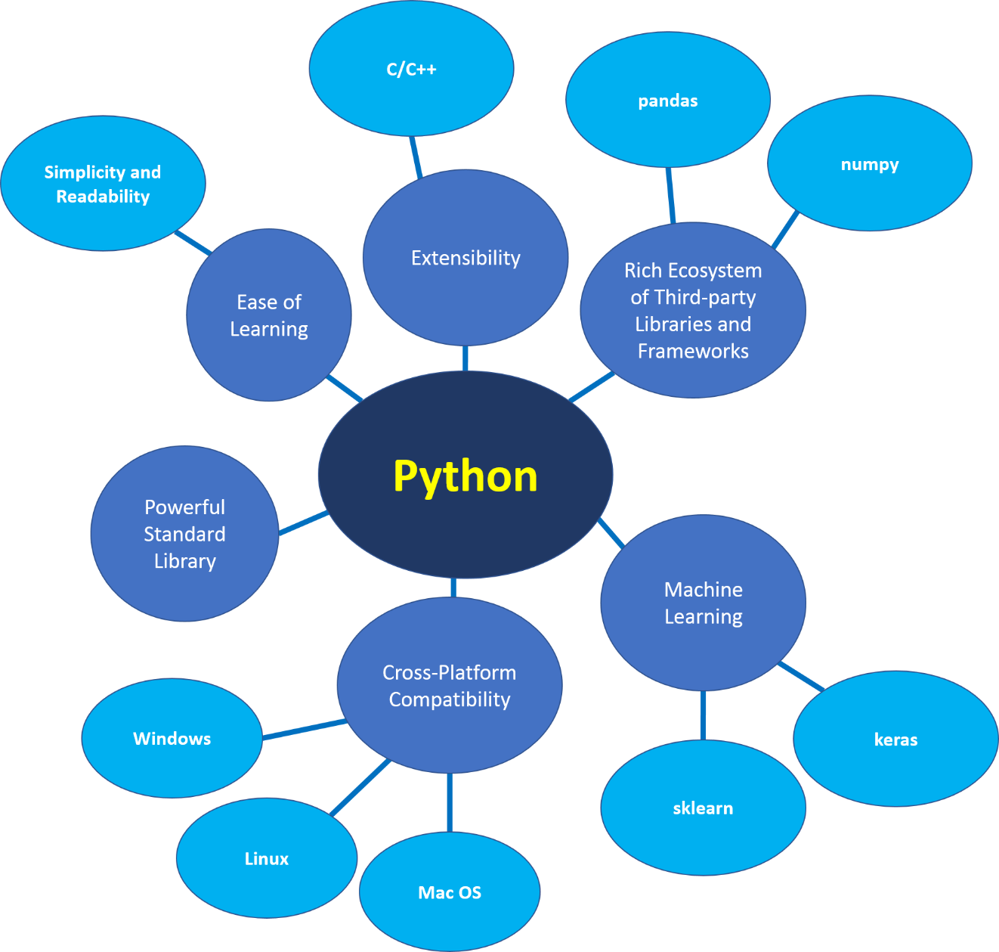 C/C++
pandas
numpy
Simplicity and
Readability
Extensibility
Rich Ecosystem
of Third-party
Libraries and
Frameworks
Ease of
Learning
Python
Powerful
Standard
Library
Machine
Learning
Cross-Platform
Compatibility
Windows
keras
sklearn
Linux
Mac OS